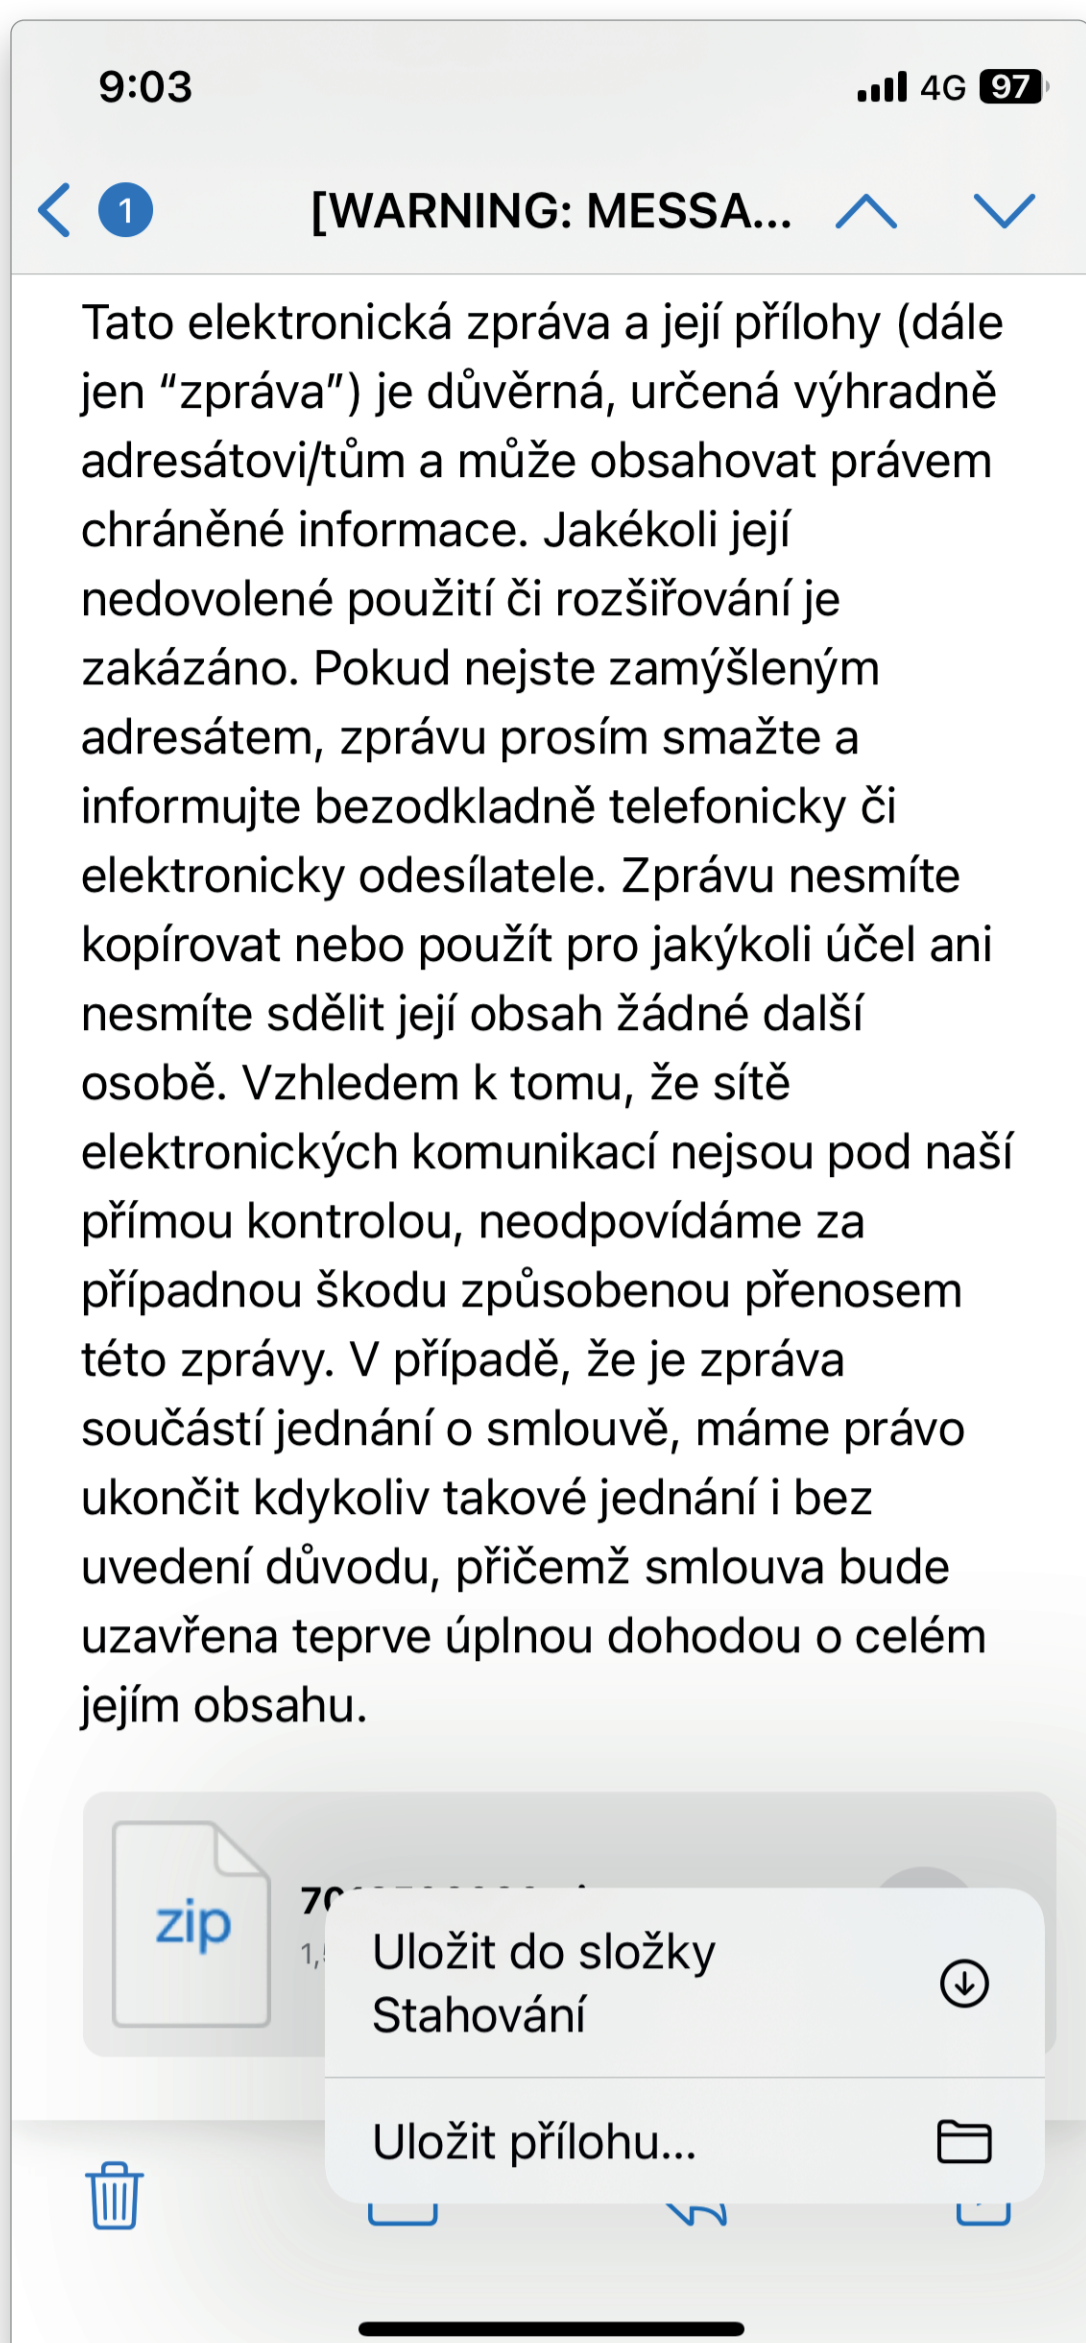 9:03
4G 97
1
[WARNING: MESSA...
Tato elektronická zpráva a její přílohy (dále
jen “zpráva”) je důvěrná, určená výhradně
adresátovi/tům a může obsahovat právem
chráněné informace. Jakékoli její
nedovolené použití či rozšiřování je
zakázáno. Pokud nejste zamýšleným
adresátem, zprávu prosím smažte a
informujte bezodkladně telefonicky či
elektronicky odesílatele. Zprávu nesmíte
kopírovat nebo použít pro jakýkoli účel ani
nesmíte sdělit její obsah žádné další
osobě. Vzhledem k tomu, že sítě
elektronických komunikací nejsou pod naší
přímou kontrolou, neodpovídáme za
případnou škodu způsobenou přenosem
této zprávy. V případě, že je zpráva
součástí jednání o smlouvě, máme právo
ukončit kdykoliv takové jednání i bez
uvedení důvodu, přičemž smlouva bude
uzavřena teprve úplnou dohodou o celém
jejím obsahu.
zip
Uložit do složky
Stahování
Uložit přílohu...